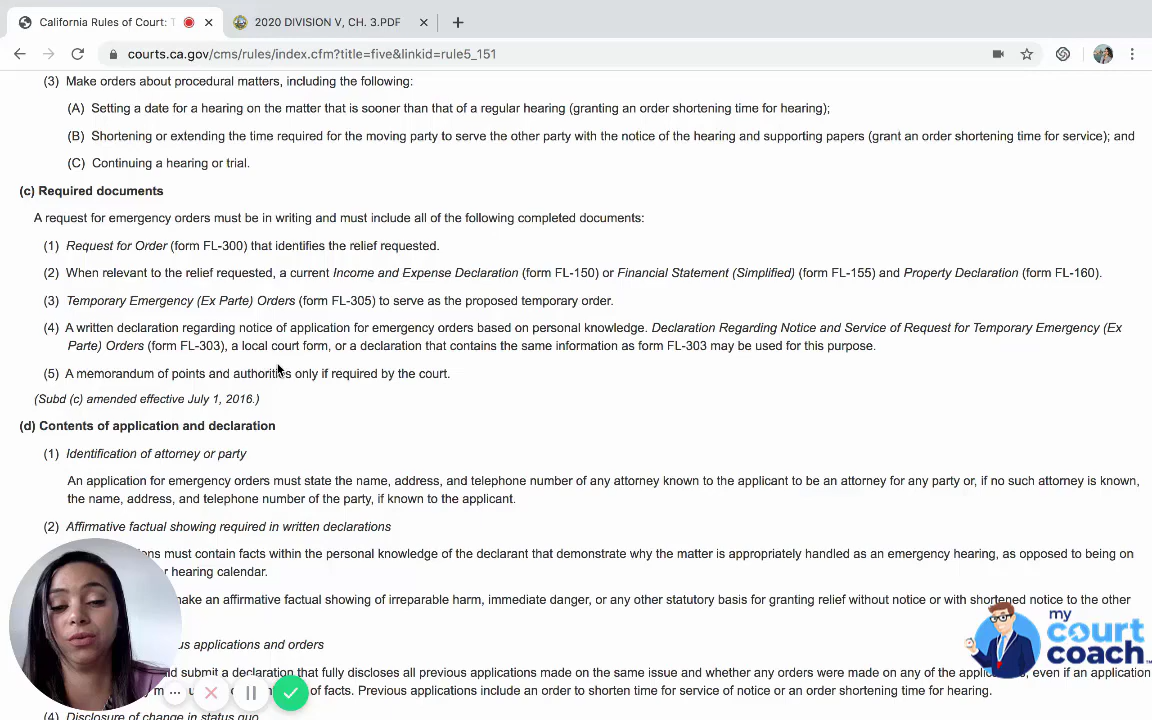 California Rules of Court: T
2020 DIVISION V, CH. 3.PDF
courts.ca.gov/cms/rules/index.cfm?title=five&linkid=rule5_151
(3) Make orders about procedural matters, including the following:
(A) Setting a date for a hearing on the matter that is sooner than that of a regular hearing (granting an order shortening time for hearing);
(B) Shortening or extending the time required for the moving party to serve the other party with the notice of the hearing and supporting papers (grant an order shortening time for service); and
(C) Continuing a hearing or trial.
(c) Required documents
A request for emergency orders must be in writing and must include all of the following completed documents:
(1) Request for Order (form FL-300) that identifies the relief requested.
(2) When relevant to the relief requested, a current Income and Expense Declaration (form FL-150) or Financial Statement (Simplified) (form FL-155) and Property Declaration (form FL-160).
(3) Temporary Emergency (Ex Parte) Orders (form FL-305) to serve as the proposed temporary order.
(4) A written declaration regarding notice of application for emergency orders based on personal knowledge. Declaration Regarding Notice and Service of Request for Temporary Emergency (Ex
Parte) Orders (form FL-303), a local court form, or a declaration that contains the same information as form FL-303 may be used for this purpose.
(5) A memorandum of points and authorities only if required by the court.
(Subd (c) amended effective July 1, 2016.)
(d) Contents of application and declaration
(1) Identification of attorney or party
An application for emergency orders must state the name, address, and telephone number of any attorney known to the applicant to be an attorney for any party or, if no such attorney is known,
the name, address, and telephone number of the party, if known to the applicant.
(2) Affirmative factual showing required in written declarations
ons must contain facts within the personal knowledge of the declarant that demonstrate why the matter is appropriately handled as an emergency hearing, as opposed to being on
r hearing calendar.
make an affirmative factual showing of irreparable harm, immediate danger, or any other statutory basis for granting relief without notice or with shortened notice to the other
us applications and orders
d submit a declaration that fully discloses all previous applications made on the same issue and whether any orders were made on any of the applications, even if an application
of facts. Previous applications include an order to shorten time for service of notice or an order shortening time for hearing.
(4) Disclosure of change in status quo
my
court
coach